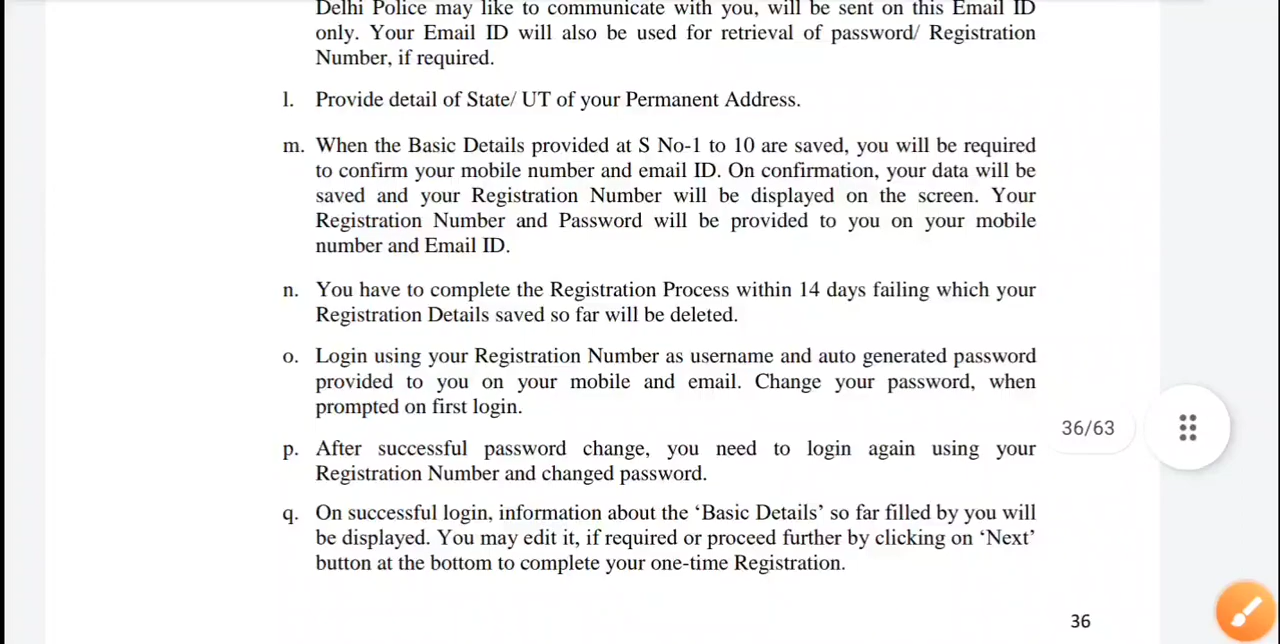 Delhi Police may like to communicate with you, will be sent on this Email ID
only. Your Email ID will also be used for retrieval of password/ Registration
Number, if required.
l. Provide detail of State/ UT of your Permanent Address.
m. When the Basic Details provided at S No-1 to 10 are saved, you will be required
to confirm your mobile number and email ID. On confirmation, your data will be
saved and your Registration Number will be displayed on the screen. Your
Registration Number and Password will be provided to you on your mobile
number and Email ID.
n. You have to complete the Registration Process within 14 days failing which your
Registration Details saved so far will be deleted.
o. Login using your Registration Number as username and auto generated password
provided to you on your mobile and email. Change your password, when
prompted on first login.
36/63
p. After successful password change, you need to login again using your
Registration Number and changed password.
q. On successful login, information about the ‘Basic Details’ so far filled by you will
be displayed. You may edit it, if required or proceed further by clicking on ‘Next’
button at the bottom to complete your one-time Registration.
36